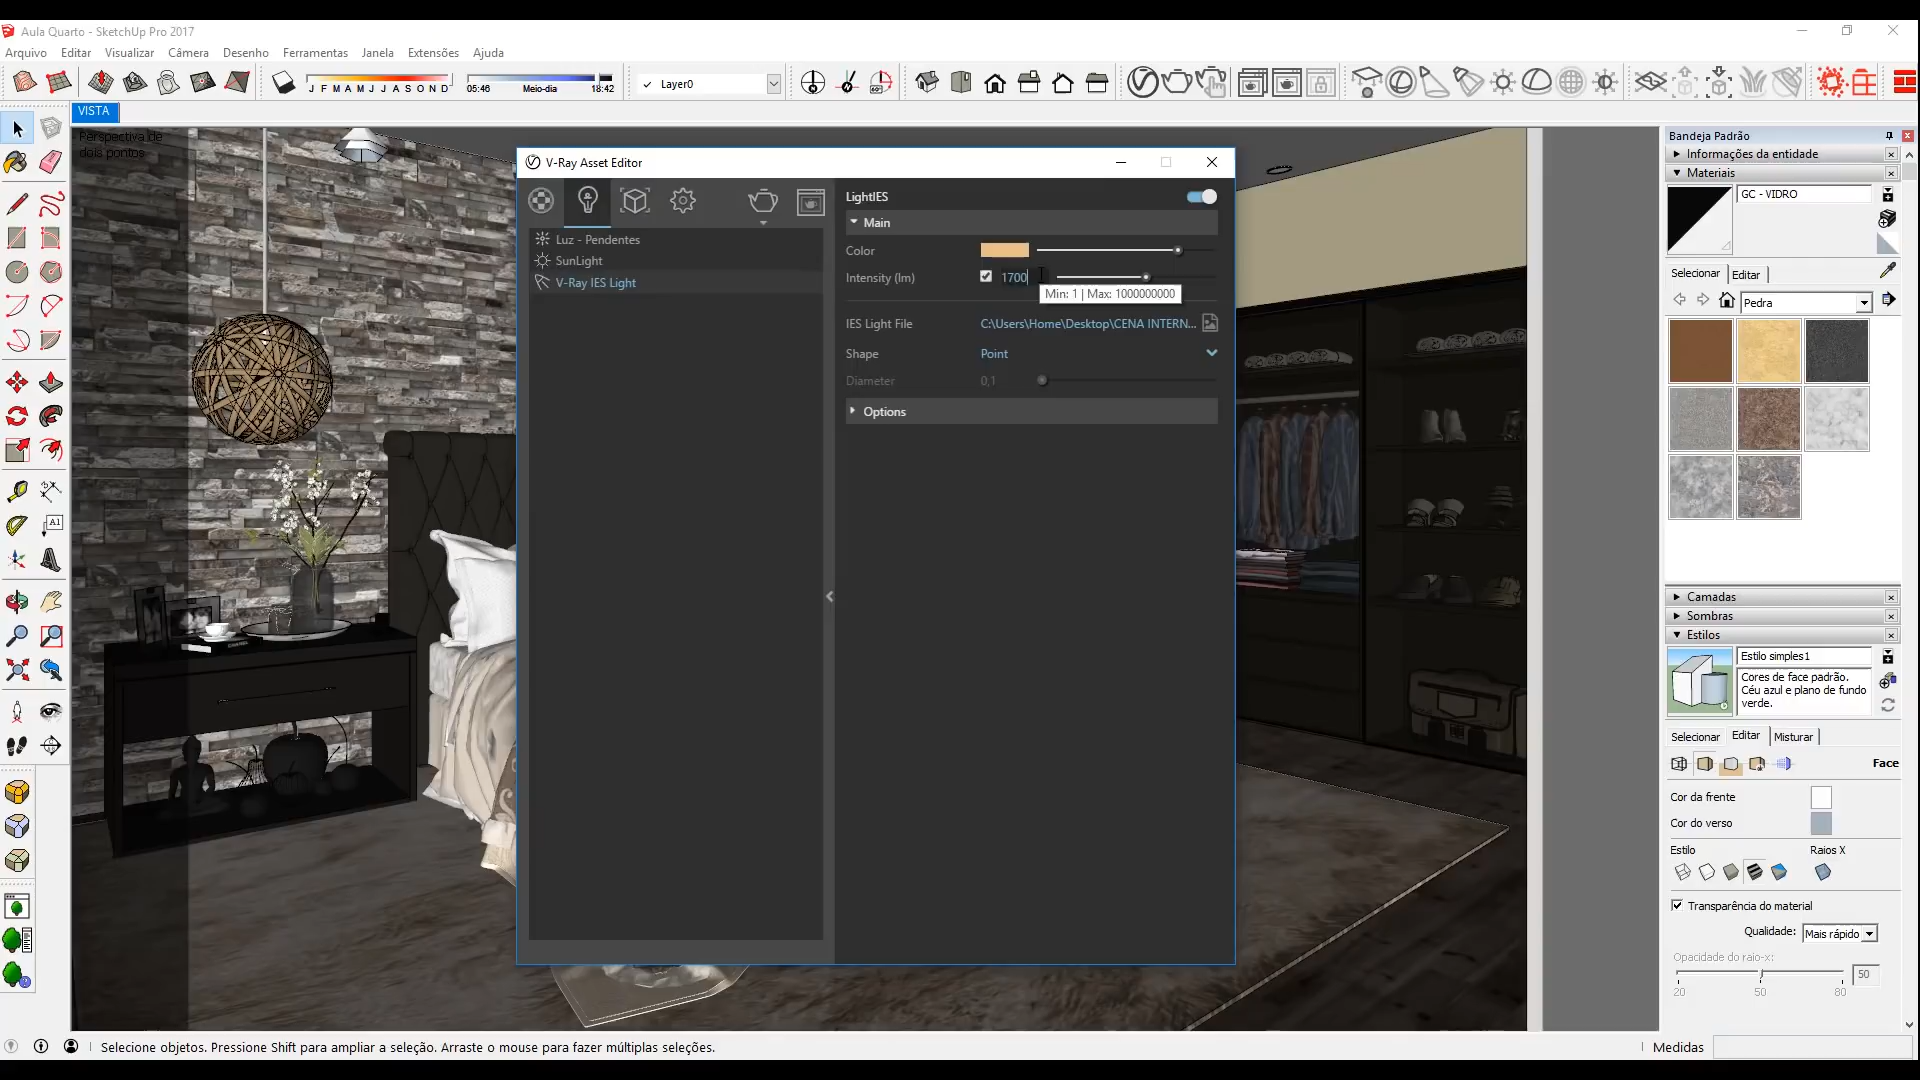 Aula Quarto - SketchUp Pro 2017
Arquivo Editar Visualizar Câmera Desenho Ferramentas Janela Extensões Ajuda
J F M A M J J A S O N D
05:46 Meio-dia 18:42
Layer0
VISTA
Perspectiva de
dois pontos
V-Ray Asset Editor
Luz - Pendentes
SunLight
V-Ray IES Light
LightIES
Main
Color
Intensity (lm) 1700
Min: 1 | Max: 1000000000
IES Light File C:\Users\Home\Desktop\CENA INTERN...
Shape Point
Diameter 0,1
Options
Bandeja Padrão
Informações da entidade
Materiais
GC - VIDRO
Selecionar Editar
Pedra
Camadas
Sombras
Estilos
Estilo simples1
Cores de face padrão.
Céu azul e plano de fundo
verde.
Selecionar Editar Misturar
Face
Cor da frente
Cor do verso
Estilo Raios X
Transparência do material
Qualidade: Mais rápido
Opacidade do raio-x:
50
20 50 80
Selecione objetos. Pressione Shift para ampliar a seleção. Arraste o mouse para fazer múltiplas seleções.
Medidas